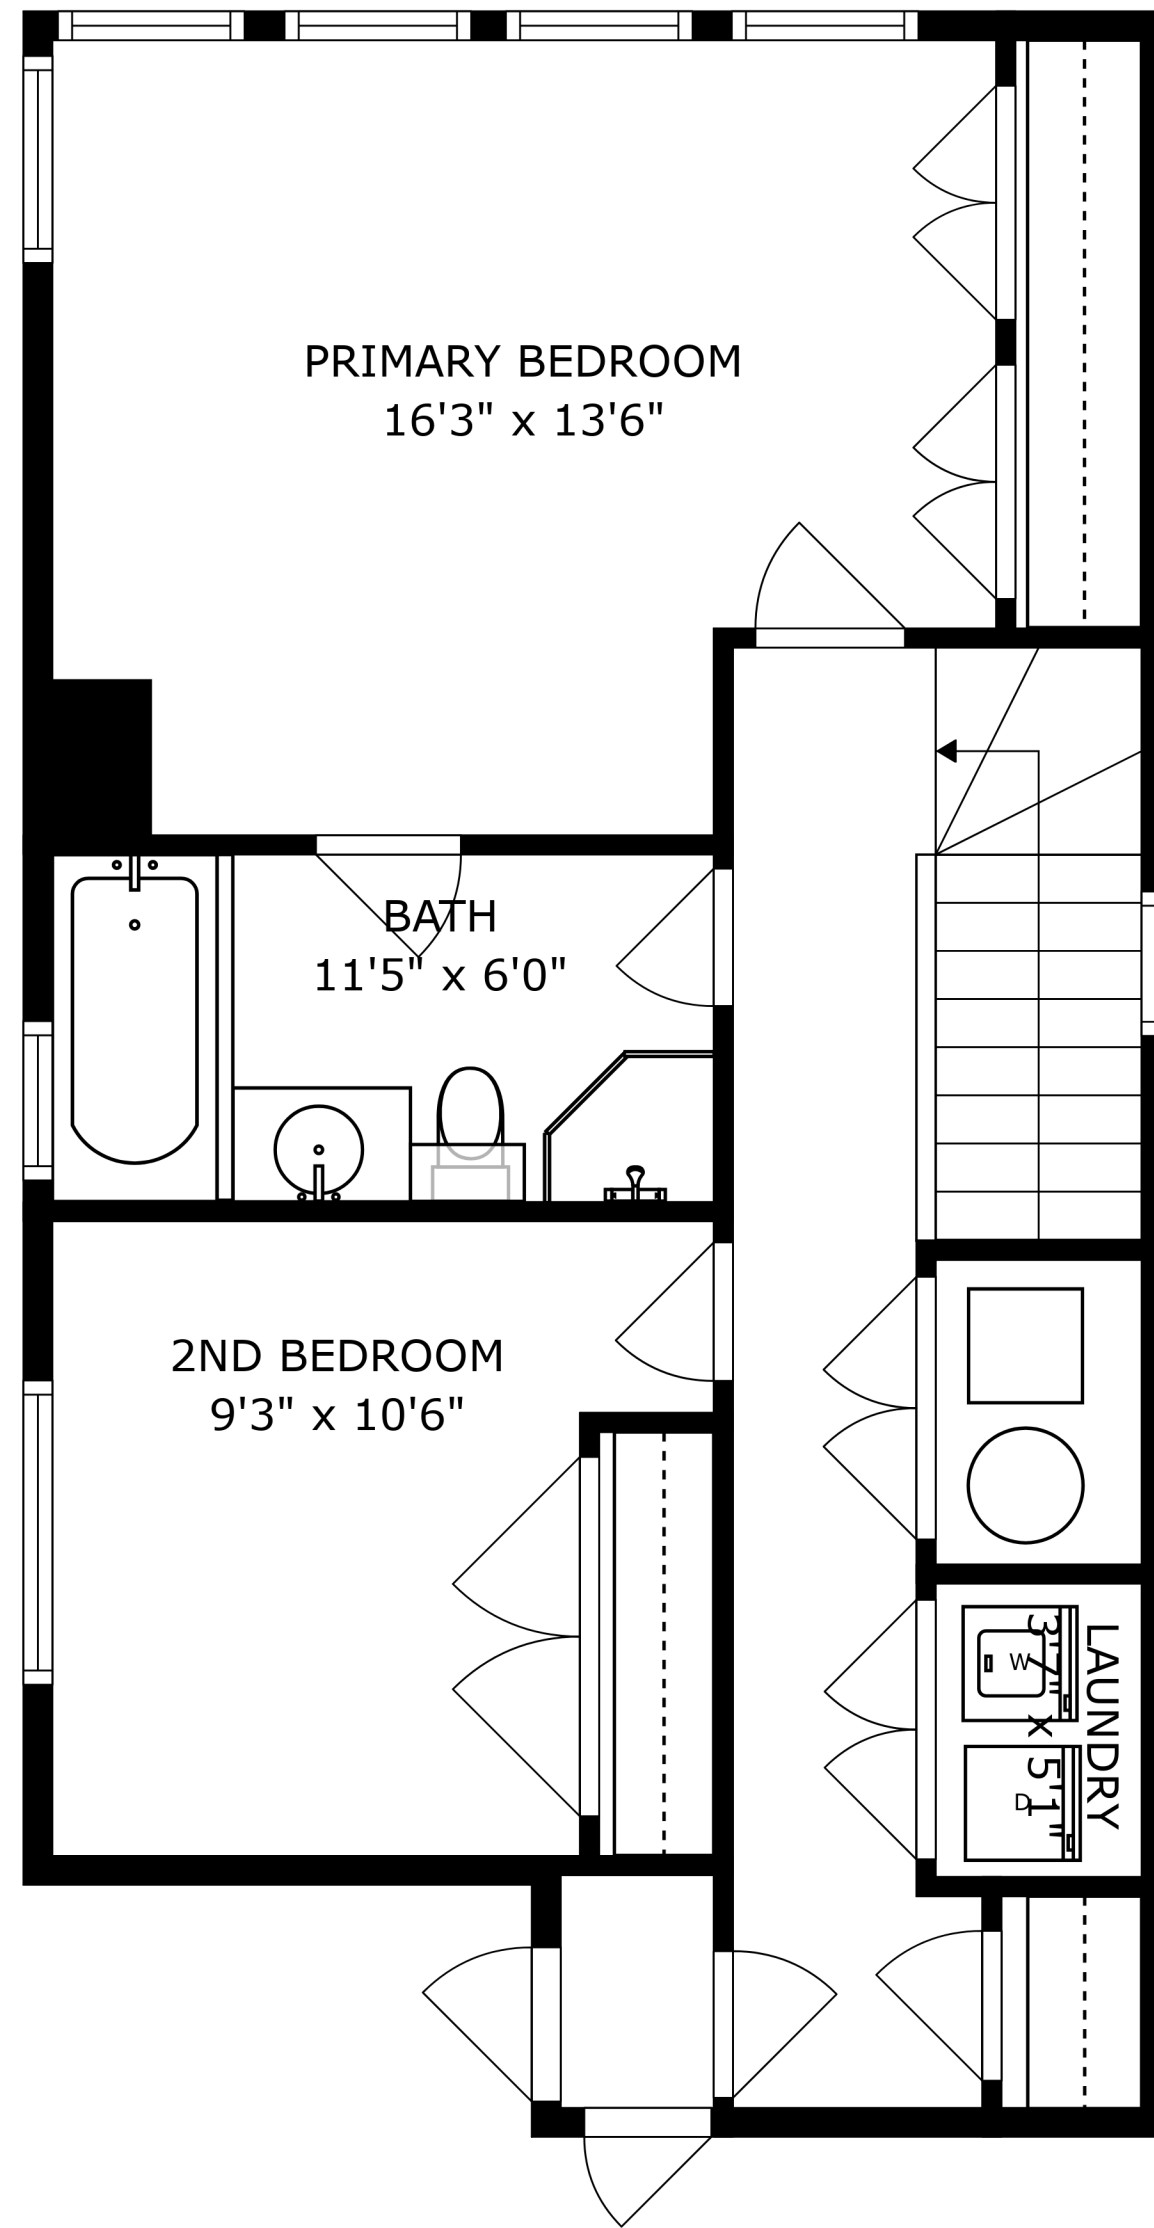 PRIMARY BEDROOM
16'3" x 13'6"
BATH
11'5" x 6'0"
2ND BEDROOM
9'3" x 10'6"
LAUNDRY
3'7" x 5'1"
W
D